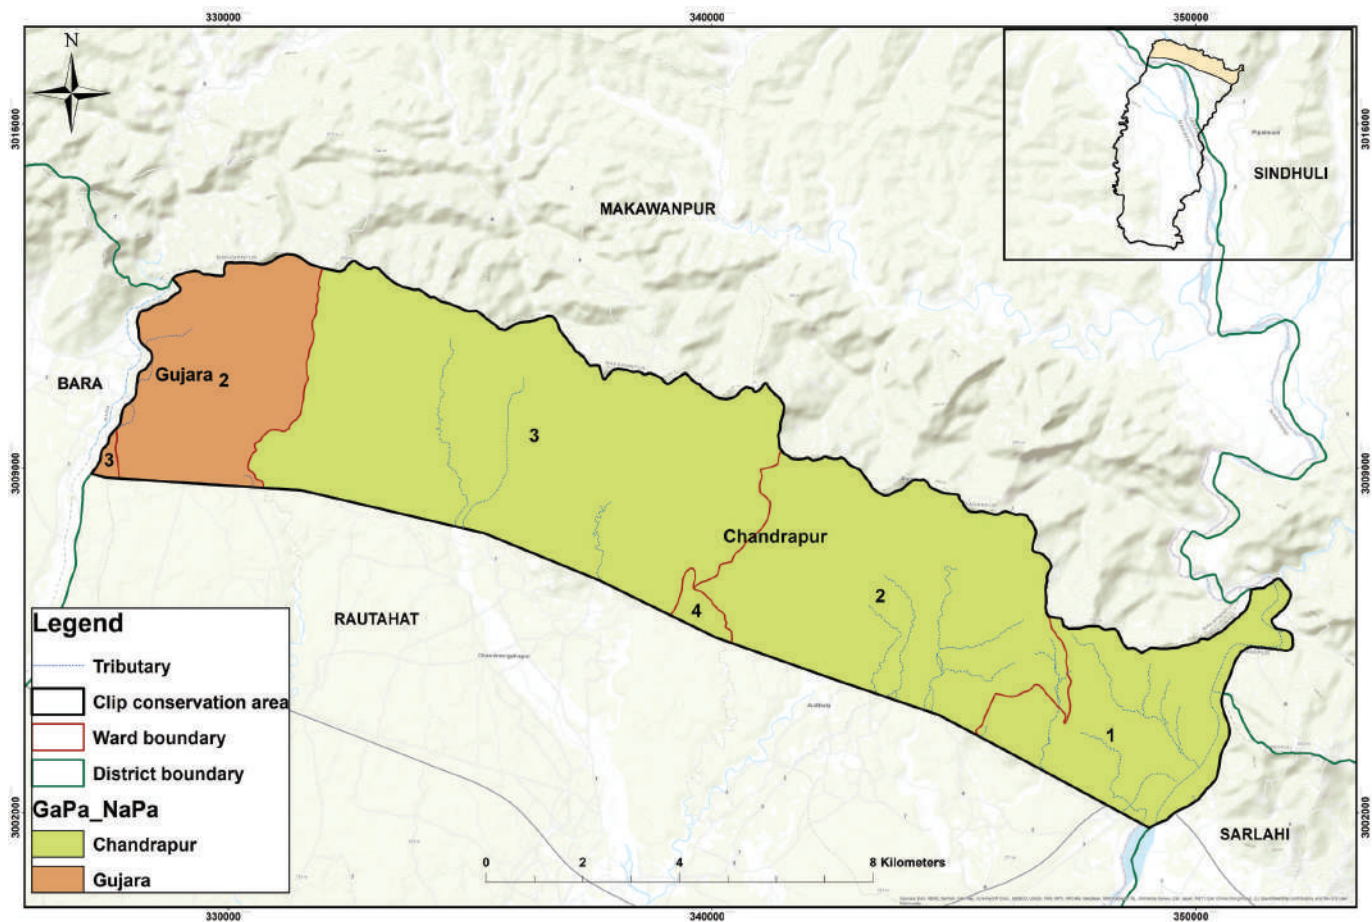 330000 340000 350000
N
3016000
3016000
SINDHULI
MAKAWANPUR
BARA
Gujara 2
3
3
3009000
3009000
Chandrapur
2
4
RAUTAHAT
1
SARLAHI
3002000
3002000
Legend
Tributary
Clip conservation area
Ward boundary
District boundary
GaPa_NaPa
Chandrapur
Gujara
0 2 4 8 Kilometers
330000 340000 350000